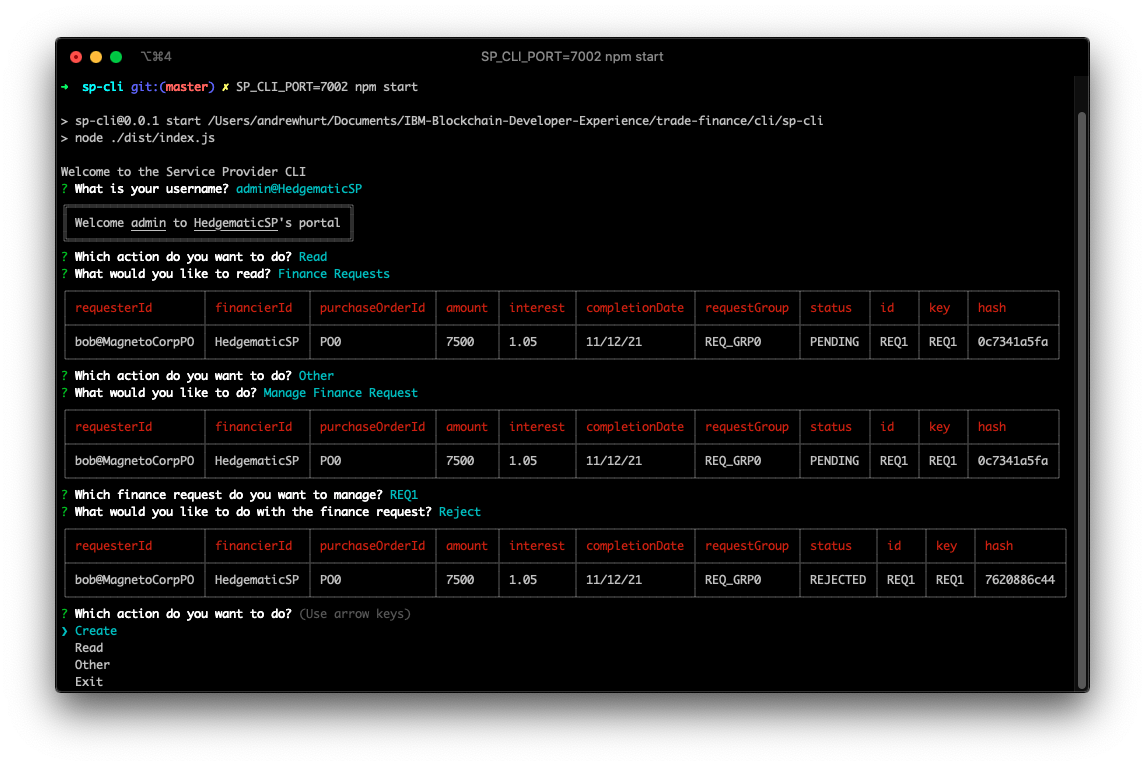 ⌥⌘4 SP_CLI_PORT=7002 npm start
➜ sp-cli git:(master) ✗ SP_CLI_PORT=7002 npm start
> sp-cli@0.0.1 start /Users/andrewhurt/Documents/IBM-Blockchain-Developer-Experience/trade-finance/cli/sp-cli
> node ./dist/index.js
Welcome to the Service Provider CLI
? What is your username? admin@HedgematicSP
Welcome admin to HedgematicSP's portal
? Which action do you want to do? Read
? What would you like to read? Finance Requests
requesterId financierId purchaseOrderId amount interest completionDate requestGroup status id key hash
bob@MagnetoCorpPO HedgematicSP PO0 7500 1.05 11/12/21 REQ_GRP0 PENDING REQ1 REQ1 0c7341a5fa
? Which action do you want to do? Other
? What would you like to do? Manage Finance Request
requesterId financierId purchaseOrderId amount interest completionDate requestGroup status id key hash
bob@MagnetoCorpPO HedgematicSP PO0 7500 1.05 11/12/21 REQ_GRP0 PENDING REQ1 REQ1 0c7341a5fa
? Which finance request do you want to manage? REQ1
? What would you like to do with the finance request? Reject
requesterId financierId purchaseOrderId amount interest completionDate requestGroup status id key hash
bob@MagnetoCorpPO HedgematicSP PO0 7500 1.05 11/12/21 REQ_GRP0 REJECTED REQ1 REQ1 7620886c44
? Which action do you want to do? (Use arrow keys)
❯ Create
Read
Other
Exit